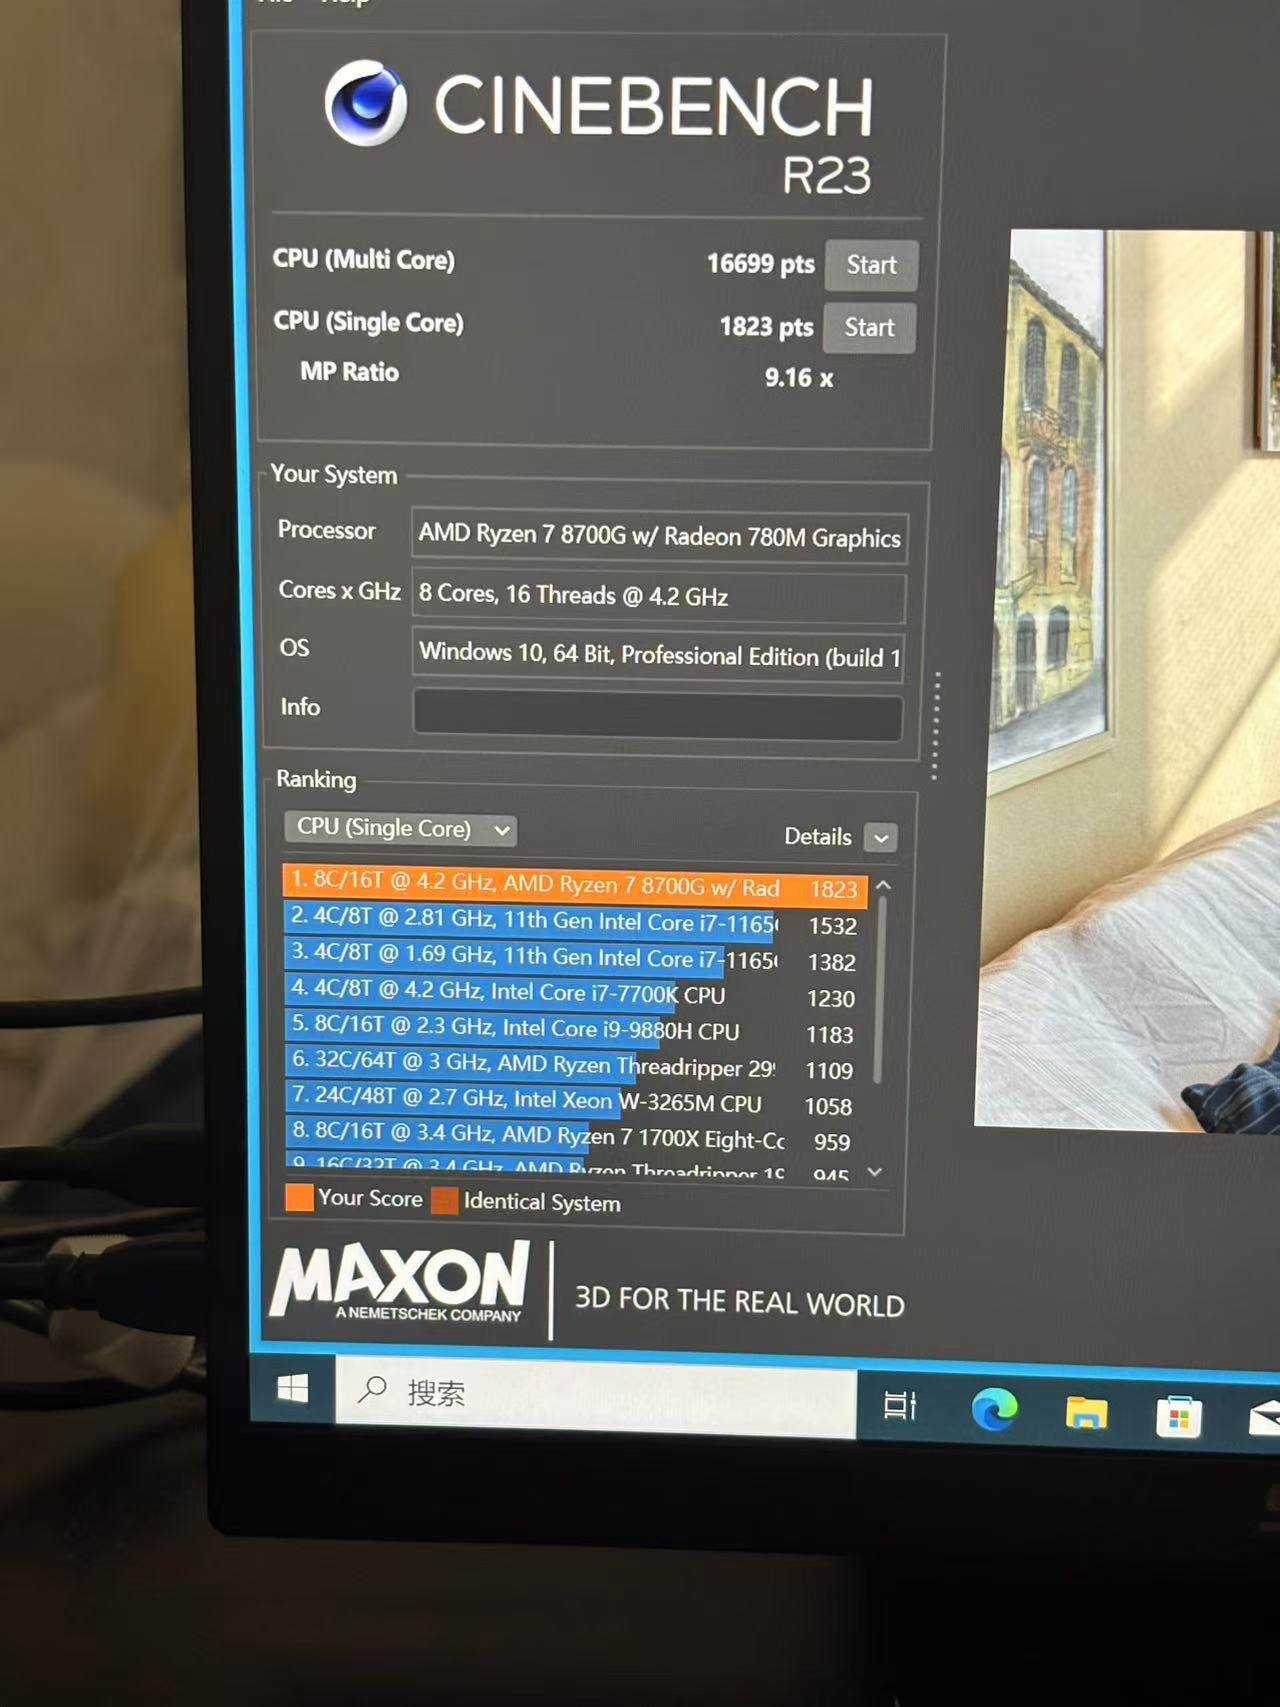 Help
CINEBENCH
R23
CPU (Multi Core) 16699 pts Start
CPU (Single Core) 1823 pts Start
MP Ratio 9.16 x
Your System
Processor AMD Ryzen 7 8700G w/ Radeon 780M Graphics
Cores x GHz 8 Cores, 16 Threads @ 4.2 GHz
OS Windows 10, 64 Bit, Professional Edition (build 1
Info
Ranking
CPU (Single Core) Details
1. 8C/16T @ 4.2 GHz, AMD Ryzen 7 8700G w/ Rad 1823
2. 4C/8T @ 2.81 GHz, 11th Gen Intel Core i7-1165 1532
3. 4C/8T @ 1.69 GHz, 11th Gen Intel Core i7-1165 1382
4. 4C/8T @ 4.2 GHz, Intel Core i7-7700K CPU 1230
5. 8C/16T @ 2.3 GHz, Intel Core i9-9880H CPU 1183
6. 32C/64T @ 3 GHz, AMD Ryzen Threadripper 29 1109
7. 24C/48T @ 2.7 GHz, Intel Xeon W-3265M CPU 1058
8. 8C/16T @ 3.4 GHz, AMD Ryzen 7 1700X Eight-Co 959
9. 16C/32T @ 3.4 GHz, AMD Ryzen Threadripper 19 945
Your Score Identical System
MAXON
A NEMETSCHEK COMPANY
3D FOR THE REAL WORLD
搜索